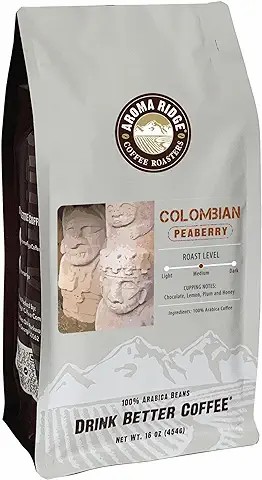 AROMA RIDGE
COFFEE ROASTERS
COLOMBIAN
PEABERRY
ROAST LEVEL
Light
Medium
Dark
CUPPING NOTES:
Chocolate, Lemon, Plum and Honey
Ingredients: 100% Arabica Coffee
100% ARABICA BEANS
DRINK BETTER COFFEE
NET WT. 16 OZ (454G)